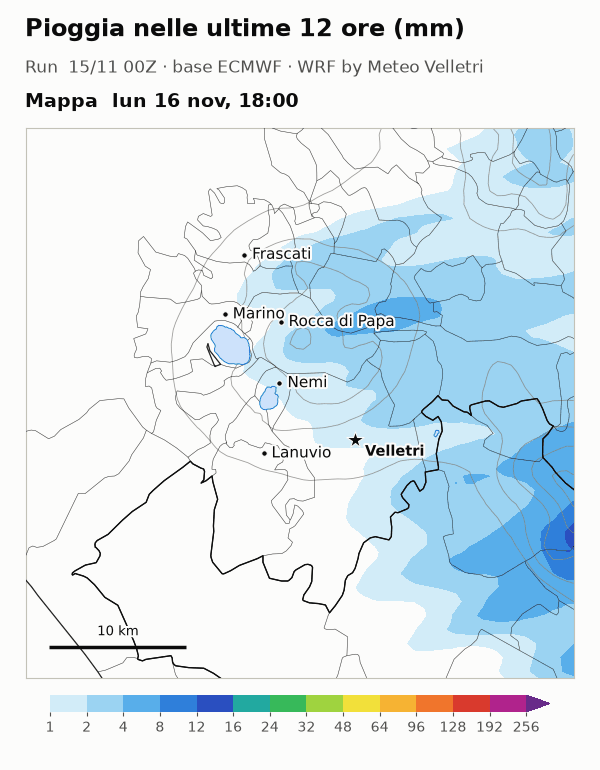 Pioggia nelle ultime 12 ore (mm)
Run 15/11 00Z · base ECMWF · WRF by Meteo Velletri
Mappa lun 16 nov, 18:00
Frascati
Marino
Rocca di Papa
Nemi
Velletri
Lanuvio
10 km
1 2 4 8 12 16 24 32 48 64 96 128 192 256